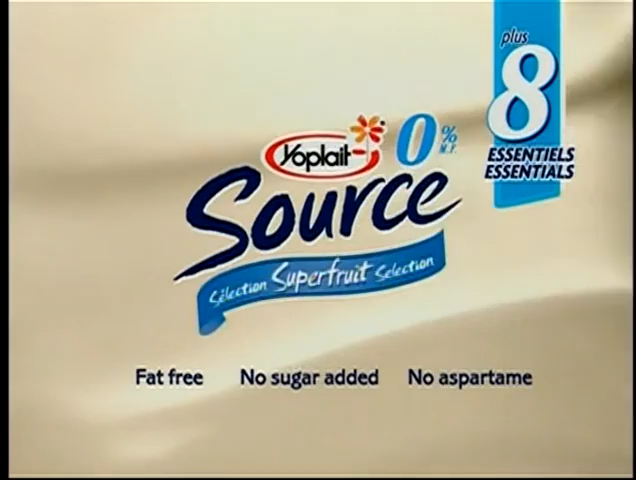 plus
8
ESSENTIELS
ESSENTIALS
Yoplait
0% M.F.
Source
Sélection Superfruit Selection
Fat free No sugar added No aspartame